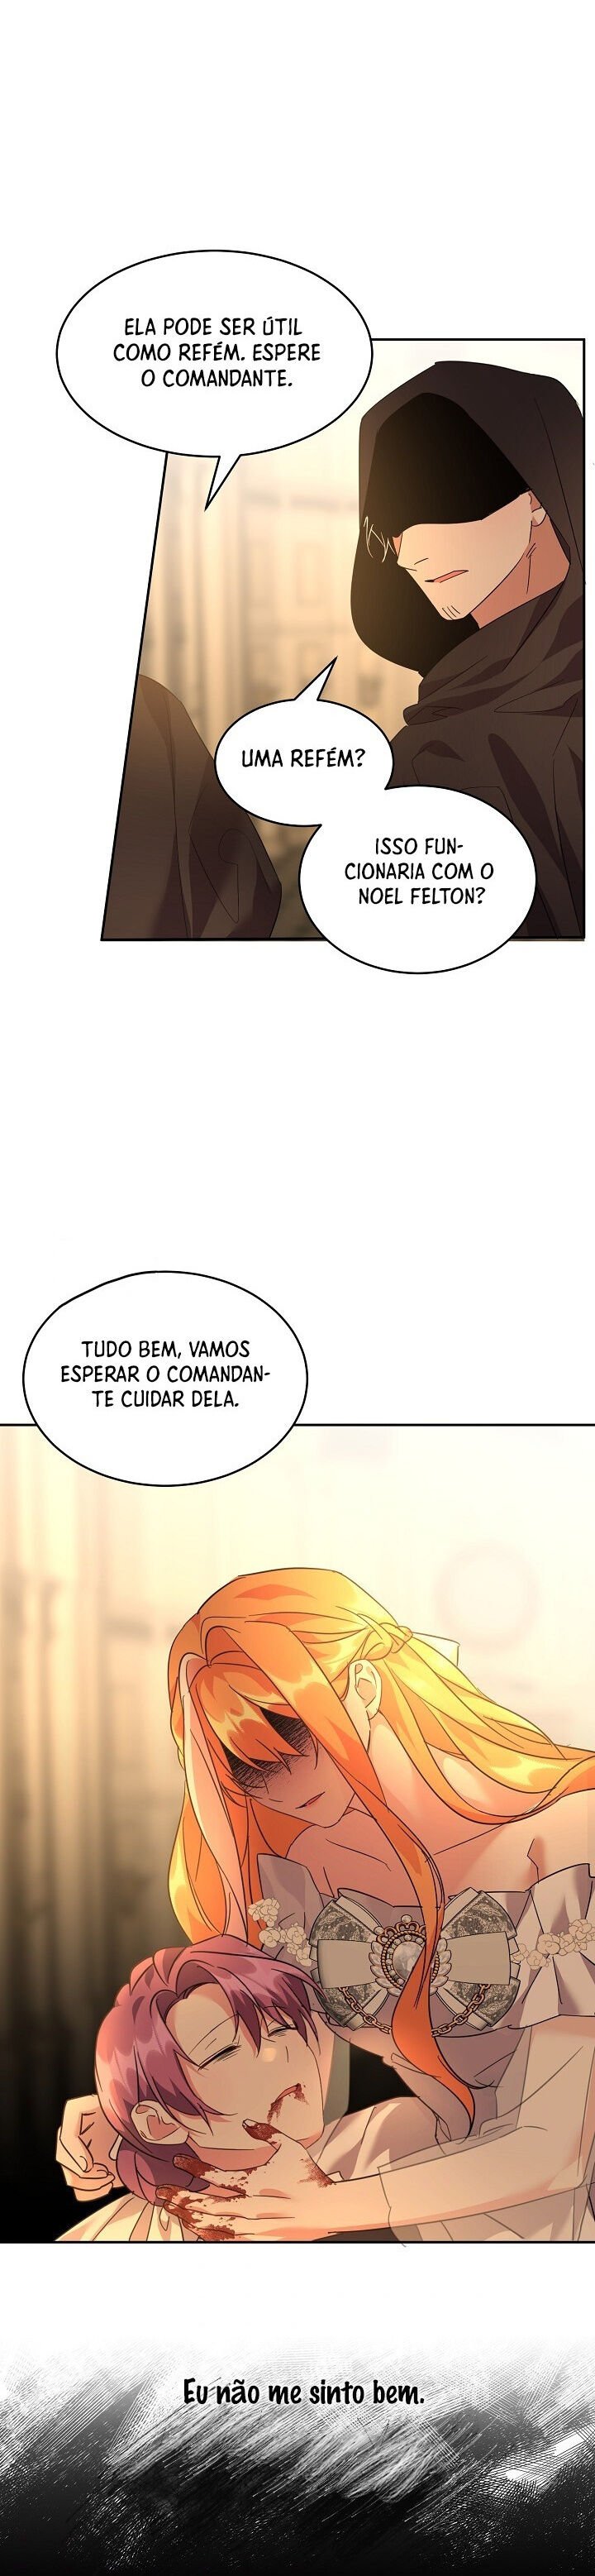 ELA PODE SER ÚTIL
COMO REFÉM. ESPERE
O COMANDANTE.
UMA REFÉM?
ISSO FUN-
CIONARIA COM O
NOEL FELTON?
TUDO BEM, VAMOS
ESPERAR O COMANDAN-
TE CUIDAR DELA.
Eu não me sinto bem.